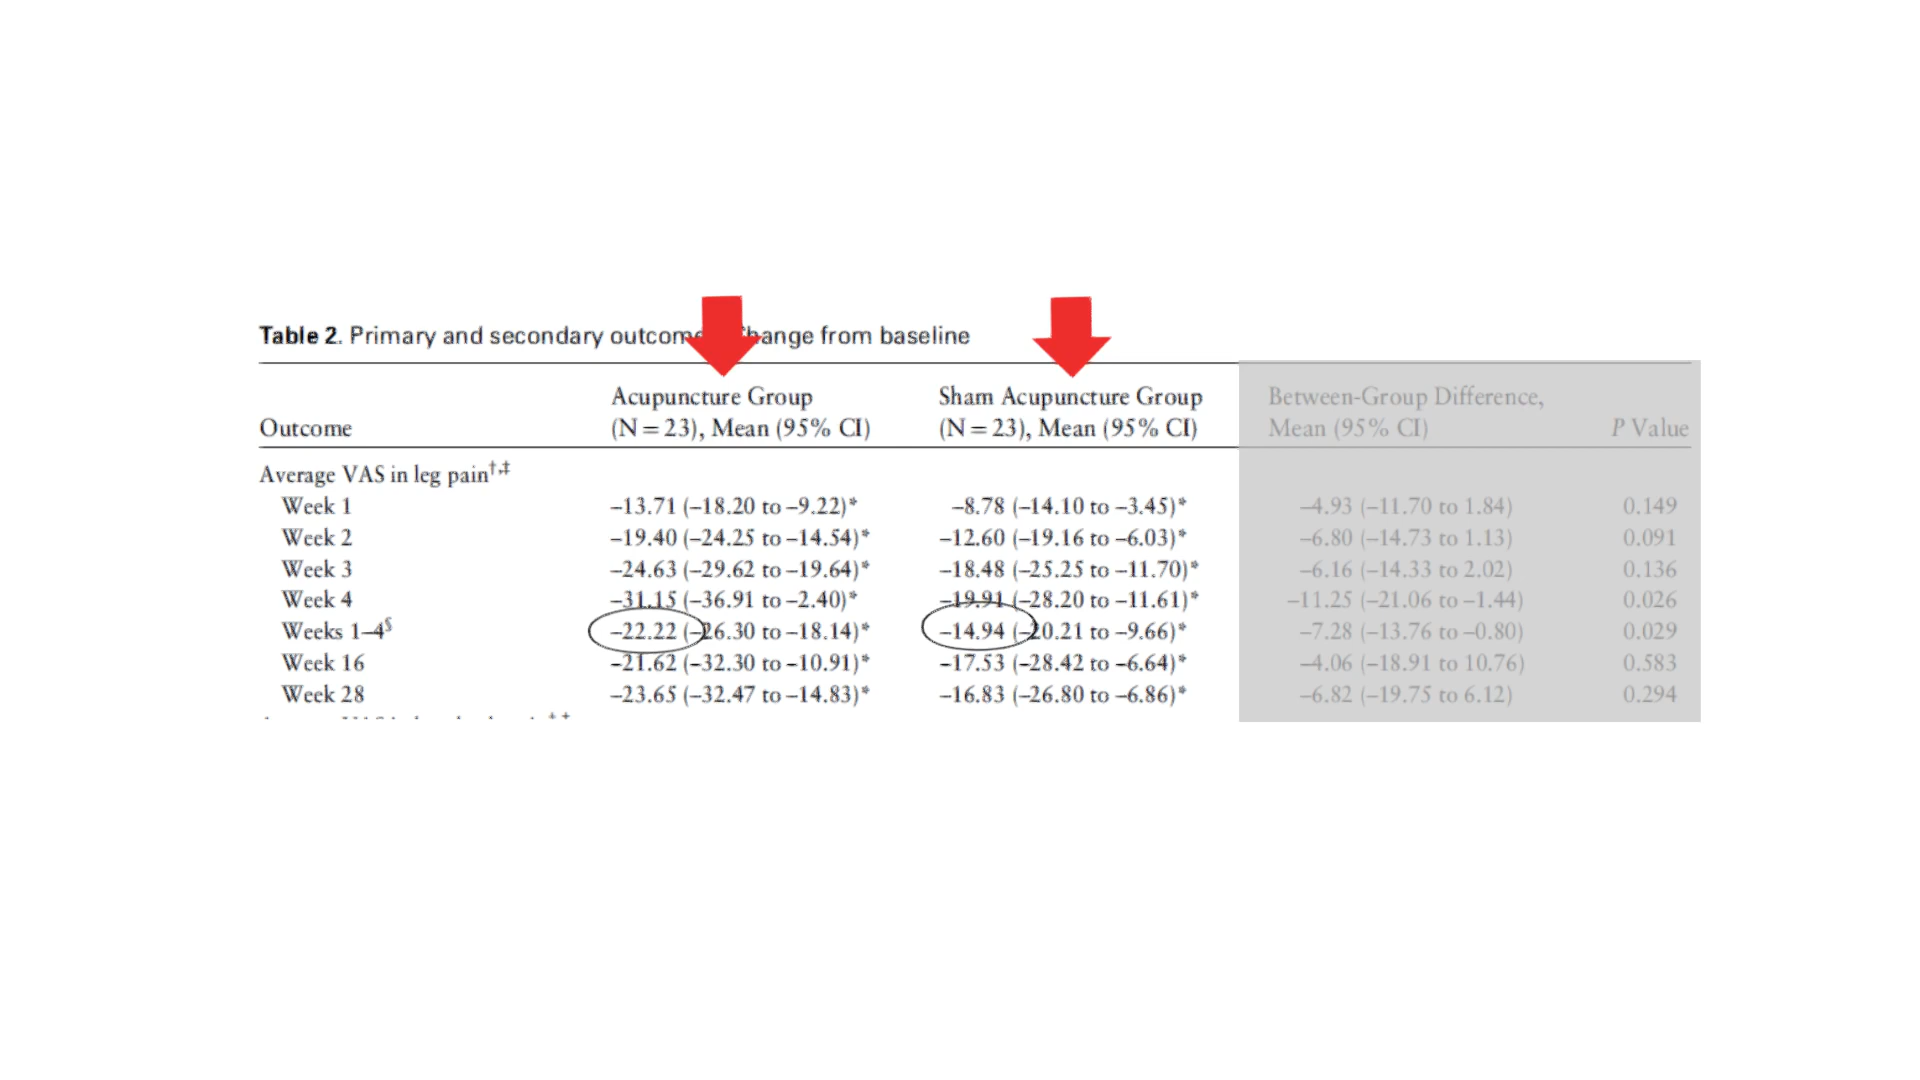 Table 2. Primary and secondary outcome change from baseline
Outcome Acupuncture Group (N = 23), Mean (95% CI) Sham Acupuncture Group (N = 23), Mean (95% CI) Between-Group Difference, Mean (95% CI) P Value
Average VAS in leg pain†,‡
Week 1 –13.71 (–18.20 to –9.22)* –8.78 (–14.10 to –3.45)* –4.93 (–11.70 to 1.84) 0.149
Week 2 –19.40 (–24.25 to –14.54)* –12.60 (–19.16 to –6.03)* –6.80 (–14.73 to 1.13) 0.091
Week 3 –24.63 (–29.62 to –19.64)* –18.48 (–25.25 to –11.70)* –6.16 (–14.33 to 2.02) 0.136
Week 4 –31.15 (–36.91 to –2.40)* –19.91 (–28.20 to –11.61)* –11.25 (–21.06 to –1.44) 0.026
Weeks 1–4§ –22.22 (–26.30 to –18.14)* –14.94 (–20.21 to –9.66)* –7.28 (–13.76 to –0.80) 0.029
Week 16 –21.62 (–32.30 to –10.91)* –17.53 (–28.42 to –6.64)* –4.06 (–18.91 to 10.76) 0.583
Week 28 –23.65 (–32.47 to –14.83)* –16.83 (–26.80 to –6.86)* –6.82 (–19.75 to 6.12) 0.294